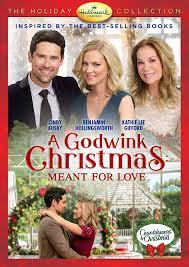 THE HOLIDAY
Hallmark
CHANNEL
COLLECTION
INSPIRED BY THE BEST-SELLING BOOKS
CINDY BUSBY
BENJAMIN HOLLINGSWORTH
KATHIE LEE GIFFORD
A GODWINK
CHRISTMAS
MEANT FOR LOVE
Countdown to
Christmas